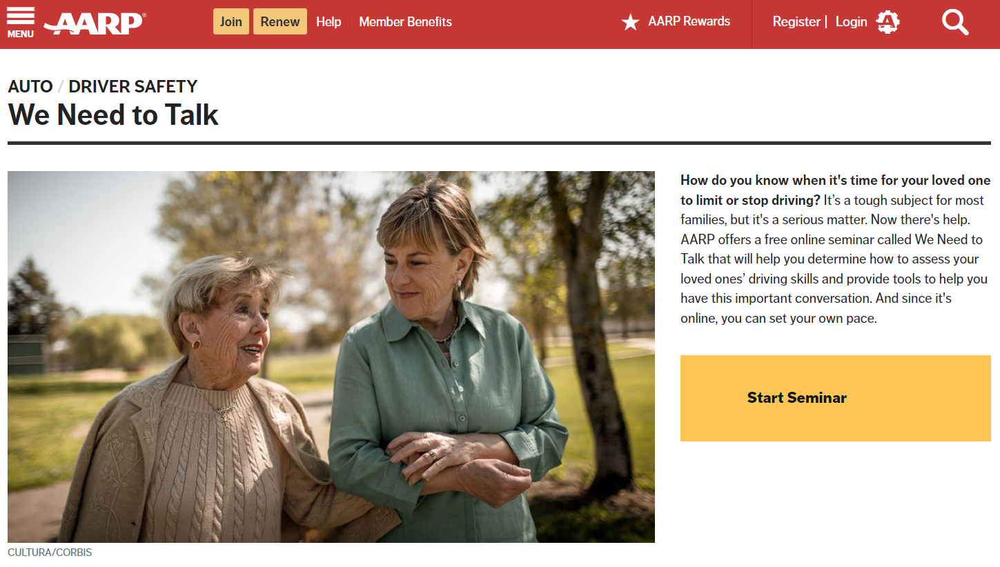 MENU
AARP®
Join
Renew
Help
Member Benefits
AARP Rewards
Register |
Login
AUTO / DRIVER SAFETY
We Need to Talk
How do you know when it's time for your loved one
to limit or stop driving? It’s a tough subject for most
families, but it's a serious matter. Now there's help.
AARP offers a free online seminar called We Need to
Talk that will help you determine how to assess your
loved ones’ driving skills and provide tools to help you
have this important conversation. And since it's
online, you can set your own pace.
Start Seminar
CULTURA/CORBIS